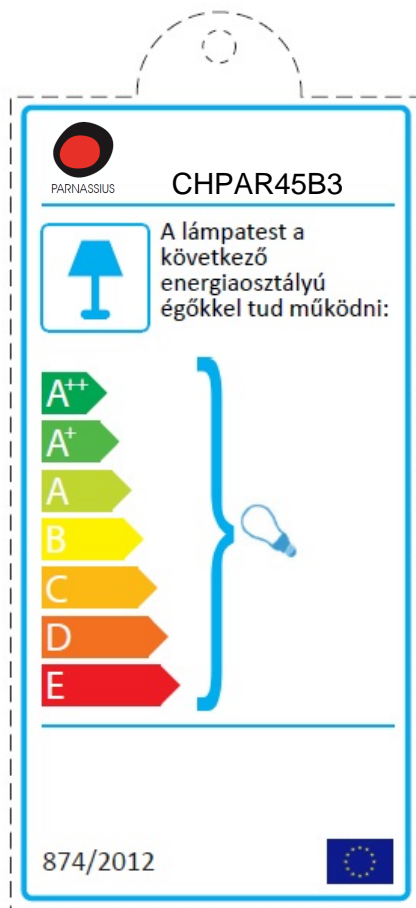 PARNASSIUS
CHPAR45B3
A lámpatest a
következő
energiaosztályú
égőkkel tud működni:
A++
A+
A
B
C
D
E
874/2012